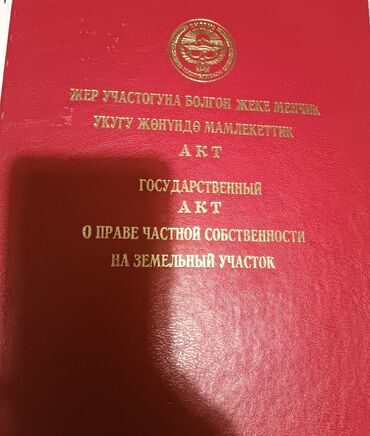 ЖЕР УЧАСТОГУНА БОЛГОН ЖЕКЕ МЕНЧИК
УКУГУ ЖӨНҮНДӨ МАМЛЕКЕТТИК
АКТ
ГОСУДАРСТВЕННЫЙ
АКТ
О ПРАВЕ ЧАСТНОЙ СОБСТВЕННОСТИ
НА ЗЕМЕЛЬНЫЙ УЧАСТОК